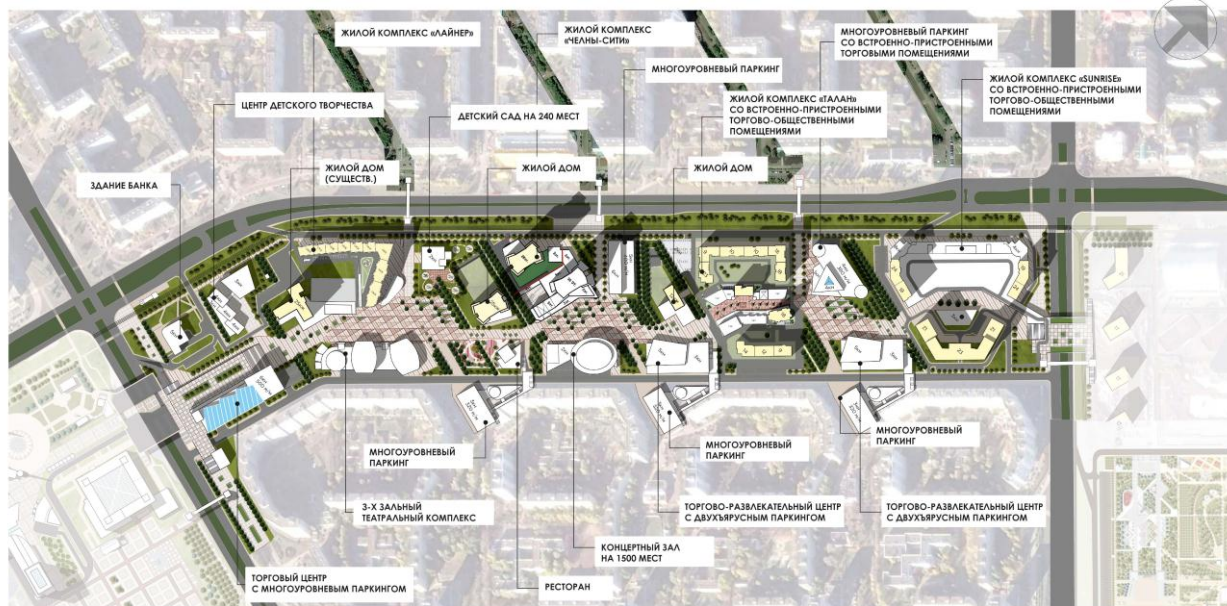 ЖИЛОЙ КОМПЛЕКС «ЛАЙНЕР»
ЖИЛОЙ КОМПЛЕКС
«ЧЕЛНЫ-СИТИ»
МНОГОУРОВНЕВЫЙ ПАРКИНГ
СО ВСТРОЕННО-ПРИСТРОЕННЫМИ
ТОРГОВЫМИ ПОМЕЩЕНИЯМИ
МНОГОУРОВНЕВЫЙ ПАРКИНГ
ЖИЛОЙ КОМПЛЕКС «SUNRISE»
СО ВСТРОЕННО-ПРИСТРОЕННЫМИ
ТОРГОВО-ОБЩЕСТВЕННЫМИ
ПОМЕЩЕНИЯМИ
ЦЕНТР ДЕТСКОГО ТВОРЧЕСТВА
ДЕТСКИЙ САД НА 240 МЕСТ
ЖИЛОЙ КОМПЛЕКС «ТАЛАН»
СО ВСТРОЕННО-ПРИСТРОЕННЫМИ
ТОРГОВО-ОБЩЕСТВЕННЫМИ
ПОМЕЩЕНИЯМИ
ЗДАНИЕ БАНКА
ЖИЛОЙ ДОМ
(СУЩЕСТВ.)
ЖИЛОЙ ДОМ
ЖИЛОЙ ДОМ
МНОГОУРОВНЕВЫЙ
ПАРКИНГ
МНОГОУРОВНЕВЫЙ
ПАРКИНГ
МНОГОУРОВНЕВЫЙ
ПАРКИНГ
3-Х ЗАЛЬНЫЙ
ТЕАТРАЛЬНЫЙ КОМПЛЕКС
ТОРГОВО-РАЗВЛЕКАТЕЛЬНЫЙ ЦЕНТР
С ДВУХЪЯРУСНЫМ ПАРКИНГОМ
ТОРГОВО-РАЗВЛЕКАТЕЛЬНЫЙ ЦЕНТР
С ДВУХЪЯРУСНЫМ ПАРКИНГОМ
КОНЦЕРТНЫЙ ЗАЛ
НА 1500 МЕСТ
ТОРГОВЫЙ ЦЕНТР
С МНОГОУРОВНЕВЫМ ПАРКИНГОМ
РЕСТОРАН